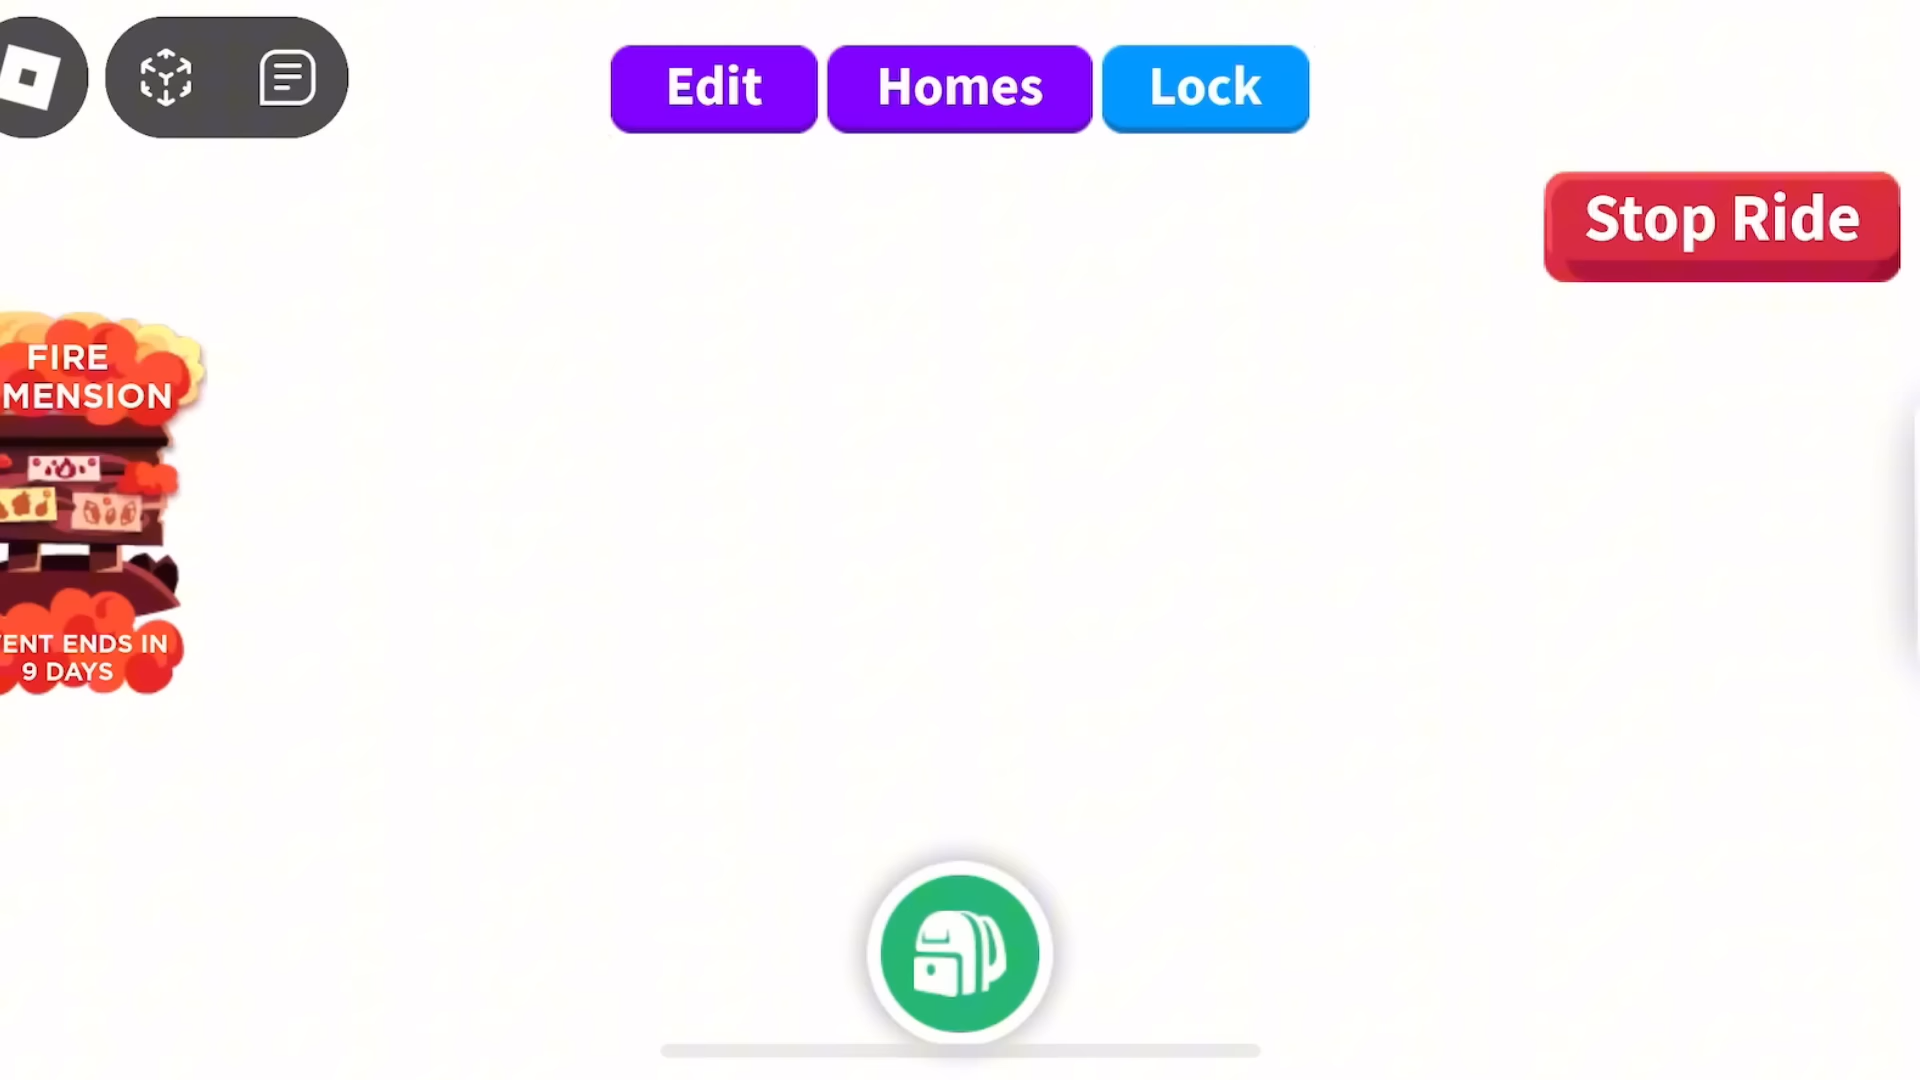 Edit
Homes
Lock
Stop Ride
FIRE
MENSION
ENT ENDS IN
9 DAYS